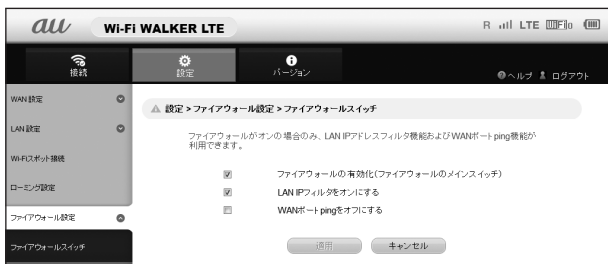 au Wi-Fi WALKER LTE
R LTE
接続 設定 バージョン
ヘルプ ログアウト
WAN 設定
LAN 設定
Wi-Fiスポット接続
ローミング設定
ファイアウォール設定
ファイアウォールスイッチ
設定 > ファイアウォール設定 > ファイアウォールスイッチ
ファイアウォールがオンの場合のみ、LAN IPアドレスフィルタ機能およびWANポートping機能が
利用できます。
ファイアウォールの有効化(ファイアウォールのメインスイッチ)
LAN IPフィルタをオンにする
WANポートpingをオフにする
適用 キャンセル